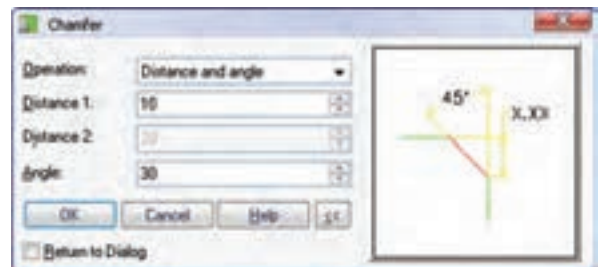 Chamfer
Operation: Distance and angle
Distance 1: 10
Distance 2:
Angle: 30
OK Cancel Help <<
Return to Dialog
45°
X.XX